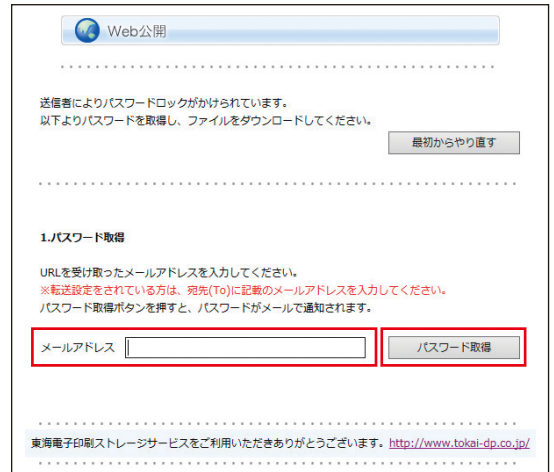 Web公開
送信者によりパスワードロックがかけられています。
以下よりパスワードを取得し、ファイルをダウンロードしてください。
最初からやり直す
1.パスワード取得
URLを受け取ったメールアドレスを入力してください。
※転送設定をされている方は、宛先(To)に記載のメールアドレスを入力してください。
パスワード取得ボタンを押すと、パスワードがメールで通知されます。
メールアドレス パスワード取得
東海電子印刷ストレージサービスをご利用いただきありがとうございます。http://www.tokai-dp.co.jp/